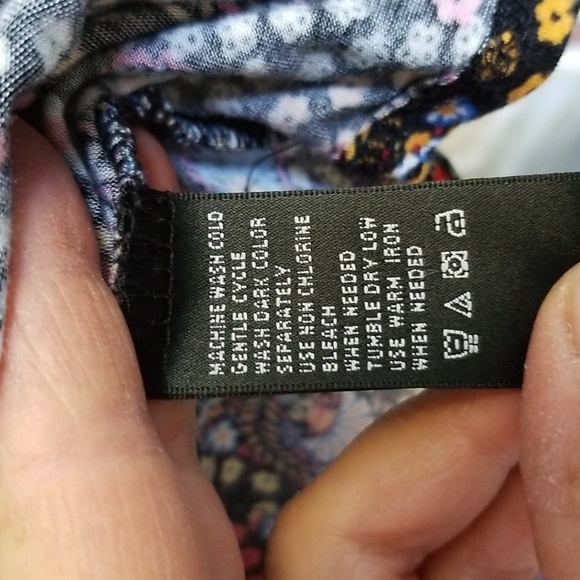 MACHINE WASH COLD
GENTLE CYCLE
WASH DARK COLOR
SEPARATELY
USE NON CHLORINE
BLEACH
WHEN NEEDED
TUMBLE DRY LOW
USE WARM IRON
WHEN NEEDED